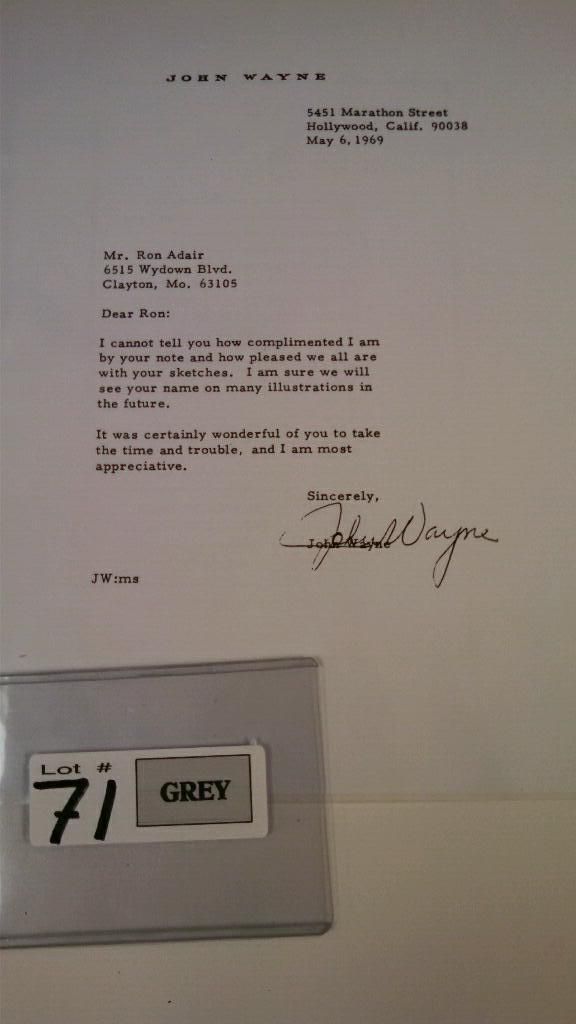 JOHN WAYNE
5451 Marathon Street
Hollywood, Calif. 90038
May 6, 1969
Mr. Ron Adair
6515 Wydown Blvd.
Clayton, Mo. 63105
Dear Ron:
I cannot tell you how complimented I am
by your note and how pleased we all are
with your sketches. I am sure we will
see your name on many illustrations in
the future.
It was certainly wonderful of you to take
the time and trouble, and I am most
appreciative.
Sincerely,
John Wayne
John Wayne
JW:ms
Lot #
71
GREY